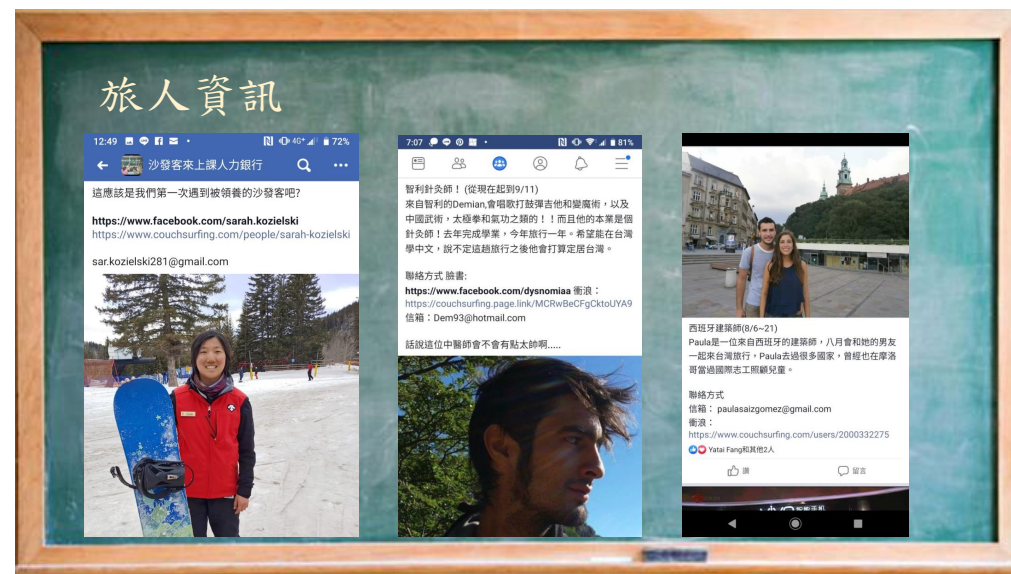 旅人資訊
12:49
4G+
72%
沙發客來上課人力銀行
這應該是我們第一次遇到被領養的沙發客吧?
https://www.facebook.com/sarah.kozielski
https://www.couchsurfing.com/people/sarah-kozielski
sar.kozielski281@gmail.com
7:07
81%
智利針灸師！ (從現在起到9/11)
來自智利的Demian,會唱歌打鼓彈吉他和變魔術，以及
中國武術，太極拳和氣功之類的！！而且他的本業是個
針灸師！去年完成學業，今年旅行一年。希望能在台灣
學中文，說不定這趟旅行之後他會打算定居台灣。
聯絡方式 臉書:
https://www.facebook.com/dysnomiaa 衝浪：
https://couchsurfing.page.link/MCRwBeCFgCktoUYA9
信箱：Dem93@hotmail.com
話說這位中醫師會不會有點太帥啊.....
西班牙建築師(8/6~21)
Paula是一位來自西班牙的建築師，八月會和她的男友
一起來台灣旅行，Paula去過很多國家，曾經也在摩洛
哥當過國際志工照顧兒童。
聯絡方式
信箱： paulasaizgomez@gmail.com
衝浪：
https://www.couchsurfing.com/users/2000332275
Yatai Fang和其他2人
讚
留言